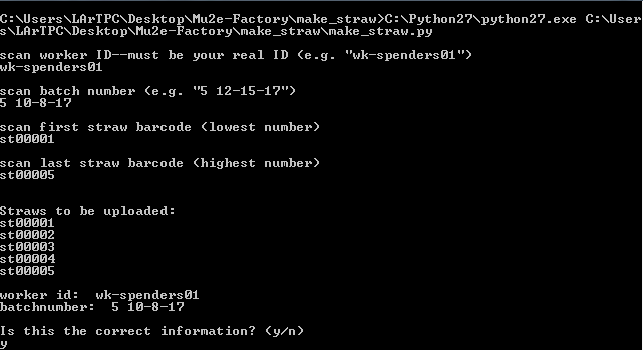 C:\Users\LArTPC\Desktop\Mu2e-Factory\make_straw>C:\Python27\python27.exe C:\User
s\LArTPC\Desktop\Mu2e-Factory\make_straw\make_straw.py
scan worker ID--must be your real ID (e.g. "wk-spenders01")
wk-spenders01
scan batch number (e.g. "5 12-15-17")
5 10-8-17
scan first straw barcode (lowest number)
st00001
scan last straw barcode (highest number)
st00005
Straws to be uploaded:
st00001
st00002
st00003
st00004
st00005
worker id:  wk-spenders01
batchnumber:  5 10-8-17
Is this the correct information? (y/n)
y